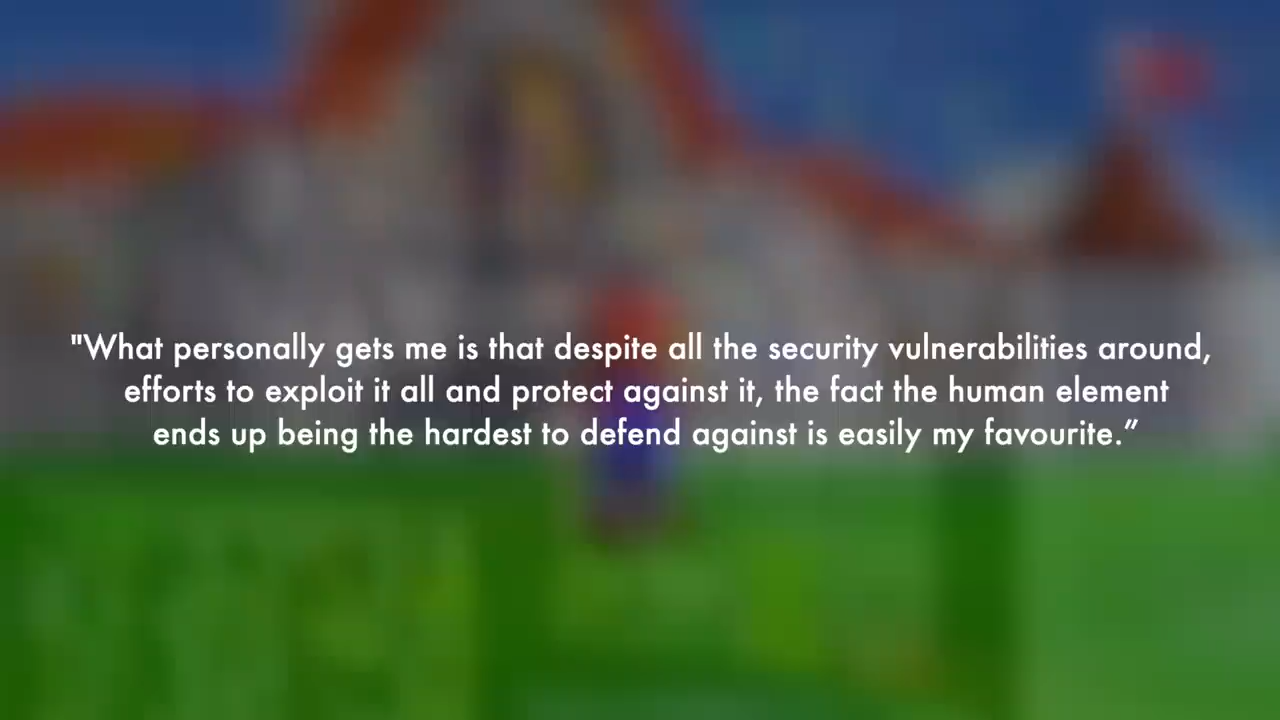 "What personally gets me is that despite all the security vulnerabilities around,
efforts to exploit it all and protect against it, the fact the human element
ends up being the hardest to defend against is easily my favourite.”